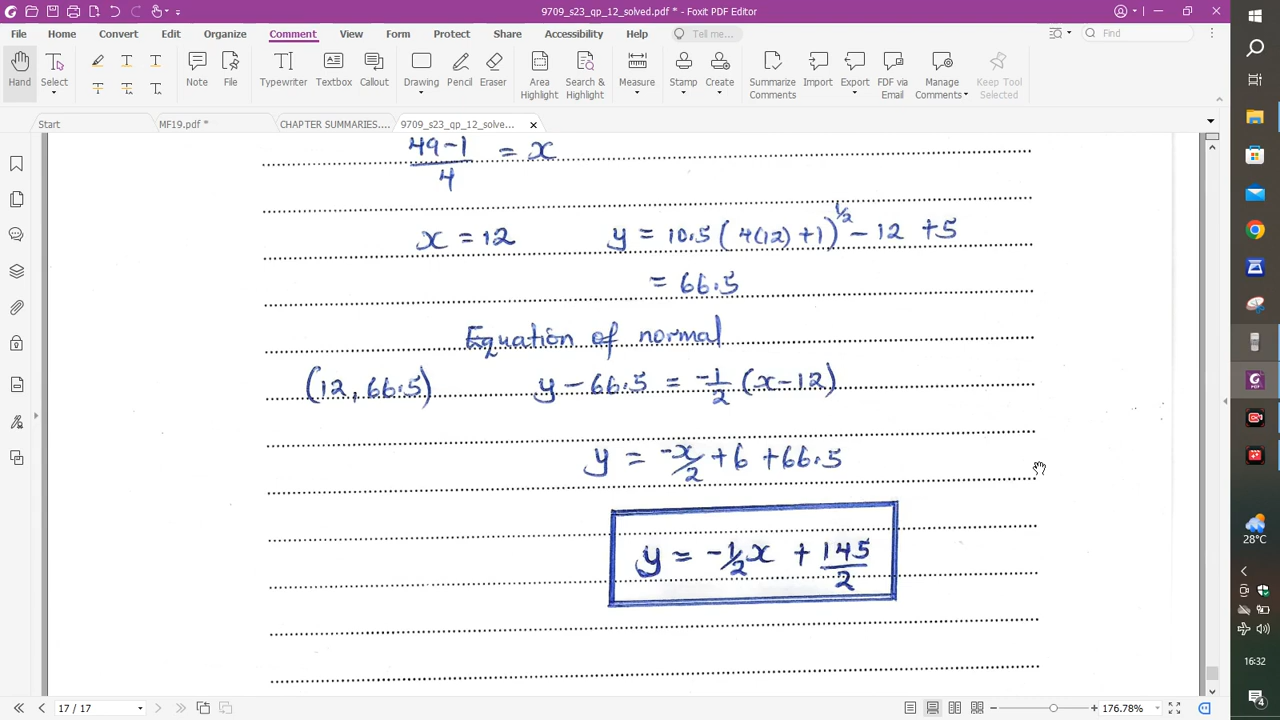 9709_s23_qp_12_solved.pdf * - Foxit PDF Editor
File Home Convert Edit Organize Comment View Form Protect Share Accessibility Help Tell me... Find
Hand Select Note File Typewriter Textbox Callout Drawing Pencil Eraser Area Highlight Search & Highlight Measure Stamp Create Summarize Comments Import Export FDF via Email Manage Comments Keep Tool Selected
Start MF19.pdf * CHAPTER SUMMARIES.... 9709_s23_qp_12_solve...
(49-1)/4 = x
x = 12 y = 10.5(4(12)+1)^1/2 - 12 + 5
= 66.5
Equation of normal
(12, 66.5) y - 66.5 = -1/2 (x-12)
y = -x/2 + 6 + 66.5
y = -1/2x + 145/2
28°C
16:32
17 / 17 176.78%
4